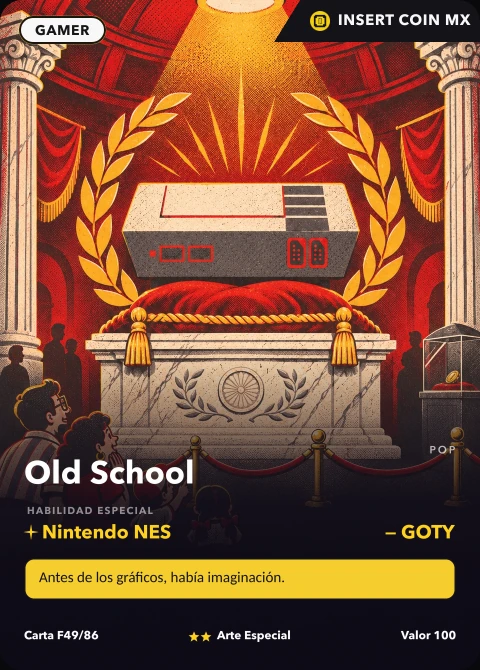 GAMER
INSERT COIN MX
POP
Old School
HABILIDAD ESPECIAL
Nintendo NES
– GOTY
Antes de los gráficos, había imaginación.
Carta F49/86
Arte Especial
Valor 100